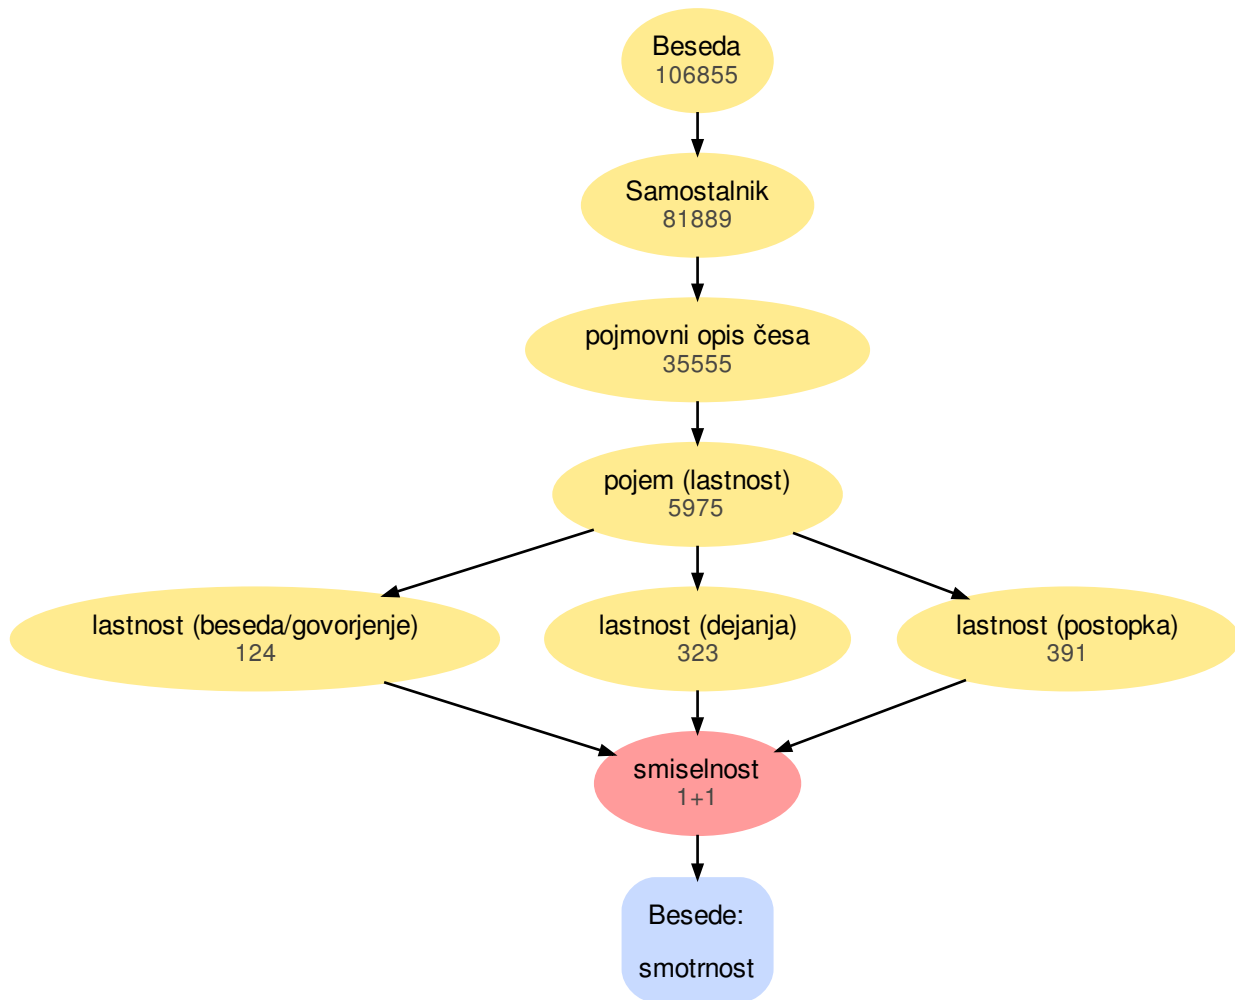 Beseda
106855
Samostalnik
81889
pojmovni opis česa
35555
pojem (lastnost)
5975
lastnost (beseda/govorjenje)
124
lastnost (dejanja)
323
lastnost (postopka)
391
smiselnost
1+1
Besede:
smotrnost